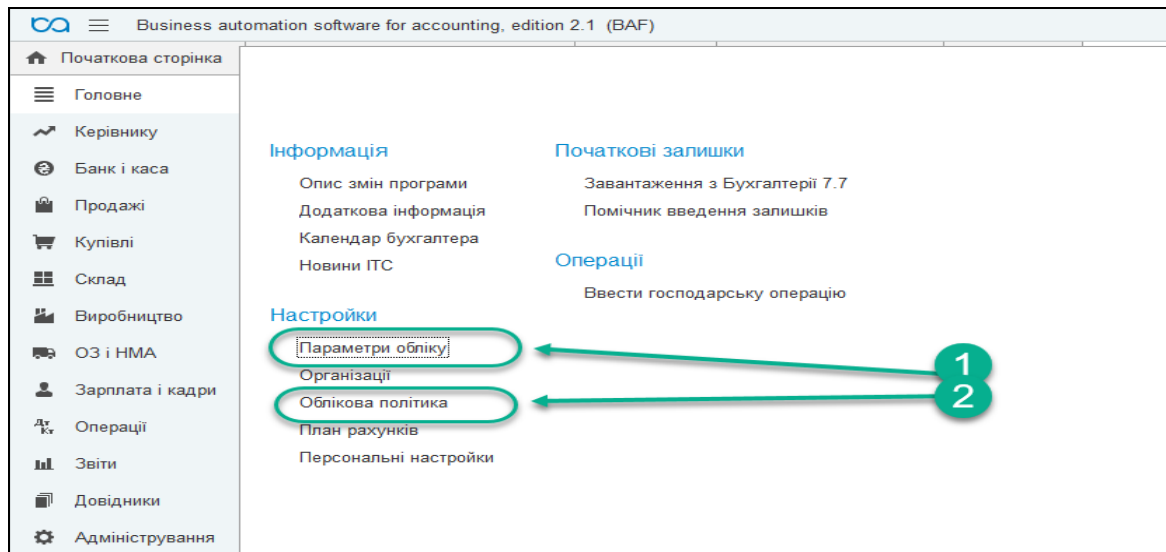 Business automation software for accounting, edition 2.1 (BAF)
Початкова сторінка
Головне
Керівнику
Банк і каса
Продажі
Купівлі
Склад
Виробництво
ОЗ і НМА
Зарплата і кадри
Дт Кт Операції
Звіти
Довідники
Адміністрування
Інформація
Опис змін програми
Додаткова інформація
Календар бухгалтера
Новини ІТС
Настройки
Параметри обліку
Організації
Облікова політика
План рахунків
Персональні настройки
Початкові залишки
Завантаження з Бухгалтерії 7.7
Помічник введення залишків
Операції
Ввести господарську операцію
1
2